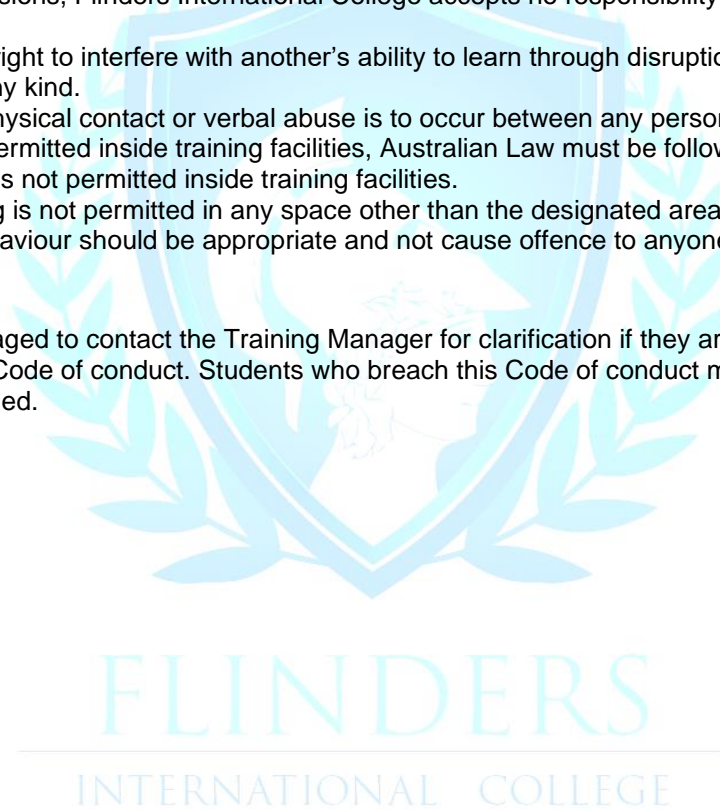 sions, Flinders International College accepts no responsibility
ight to interfere with another's ability to learn through disruptio
ny kind.
hysical contact or verbal abuse is to occur between any perso
ermitted inside training facilities, Australian Law must be follow
s not permitted inside training facilities.
g is not permitted in any space other than the designated area
aviour should be appropriate and not cause offence to anyone
aged to contact the Training Manager for clarification if they ar
Code of conduct. Students who breach this Code of conduct m
ed.
FLINDERS
INTERNATIONAL COLLEGE